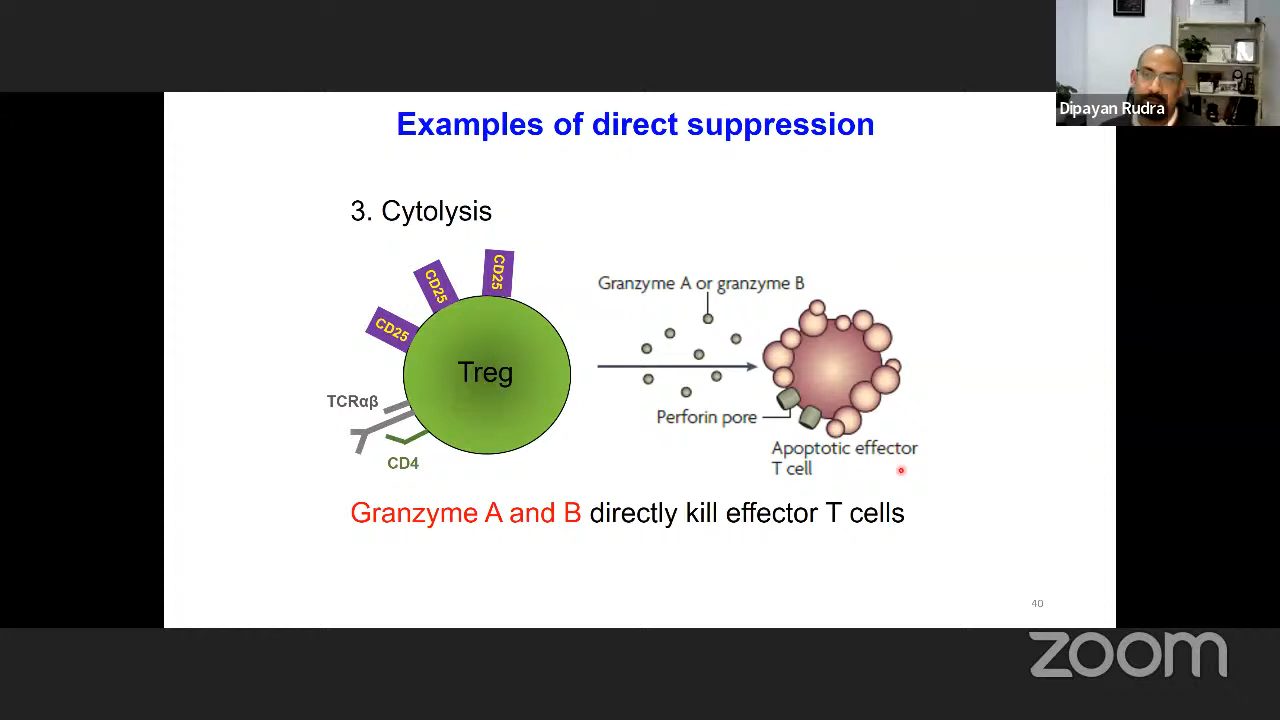 Dipayan Rudra
Examples of direct suppression
3. Cytolysis
CD25
CD25
CD25
Treg
TCRαβ
CD4
Granzyme A or granzyme B
Perforin pore
Apoptotic effector
T cell
Granzyme A and B directly kill effector T cells
40
zoom